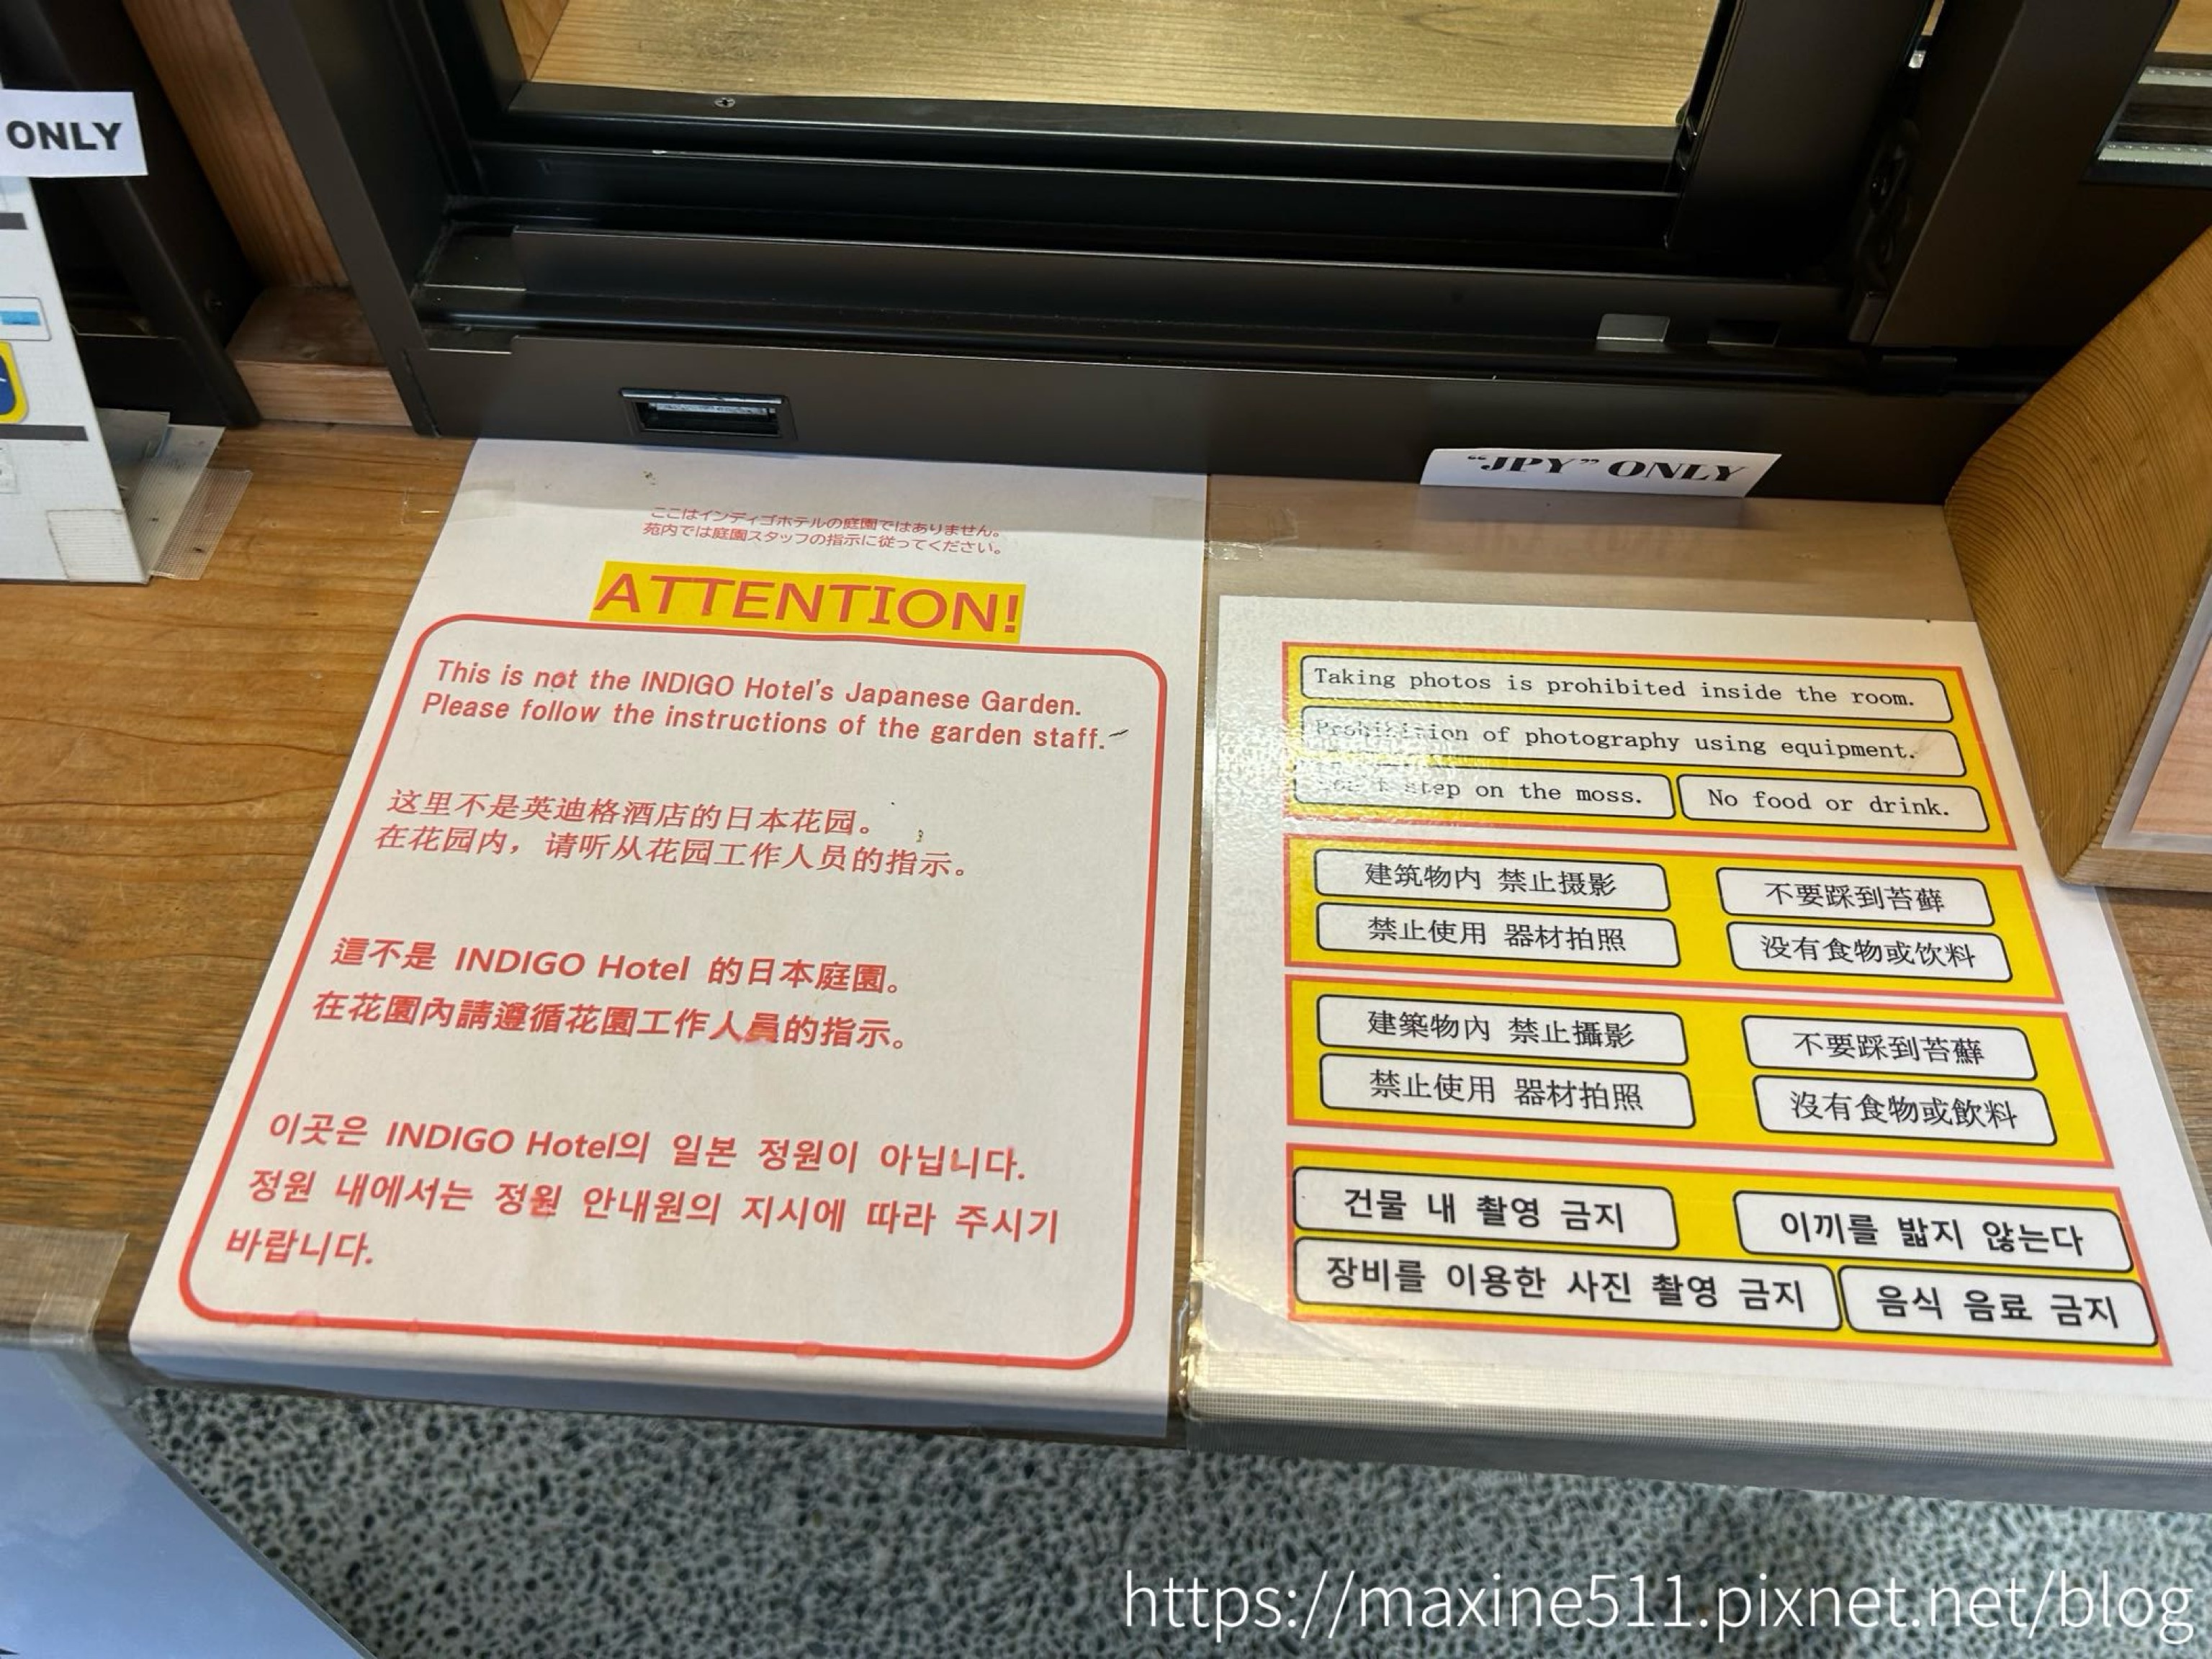 ONLY
"JPY" ONLY
ここはインディゴホテルの庭園ではありません。
苑内では庭園スタッフの指示に従ってください。
ATTENTION!
This is not the INDIGO Hotel's Japanese Garden.
Please follow the instructions of the garden staff.
这里不是英迪格酒店的日本花园。
在花园内，请听从花园工作人员的指示。
這不是 INDIGO Hotel 的日本庭園。
在花園內請遵循花園工作人員的指示。
이곳은 INDIGO Hotel의 일본 정원이 아닙니다.
정원 내에서는 정원 안내원의 지시에 따라 주시기
바랍니다.
Taking photos is prohibited inside the room.
Prohibition of photography using equipment.
step on the moss.
No food or drink.
建筑物内 禁止摄影
不要踩到苔藓
禁止使用 器材拍照
没有食物或饮料
建築物內 禁止攝影
不要踩到苔蘚
禁止使用 器材拍照
沒有食物或飲料
건물 내 촬영 금지
이끼를 밟지 않는다
장비를 이용한 사진 촬영 금지
음식 음료 금지
https://maxine511.pixnet.net/blog